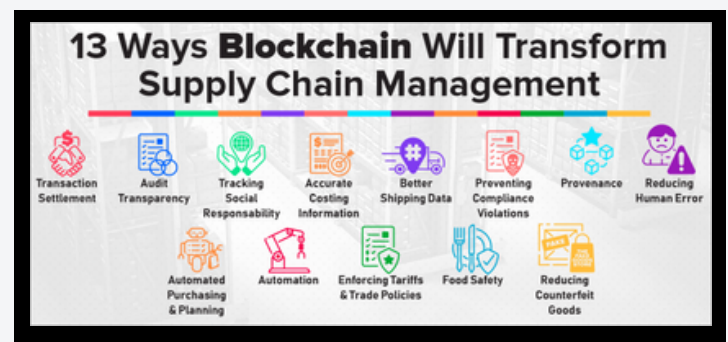 13 Ways Blockchain Will Transform
Supply Chain Management
Transaction
Settlement
Audit
Transparency
Tracking
Social
Responsability
Accurate
Costing
Information
Better
Shipping Data
Preventing
Compliance
Violations
Provenance
Reducing
Human Error
Automated
Purchasing
& Planning
Automation
Enforcing Tariffs
& Trade Policies
Food Safety
FAKE
Reducing
Counterfeit
Goods